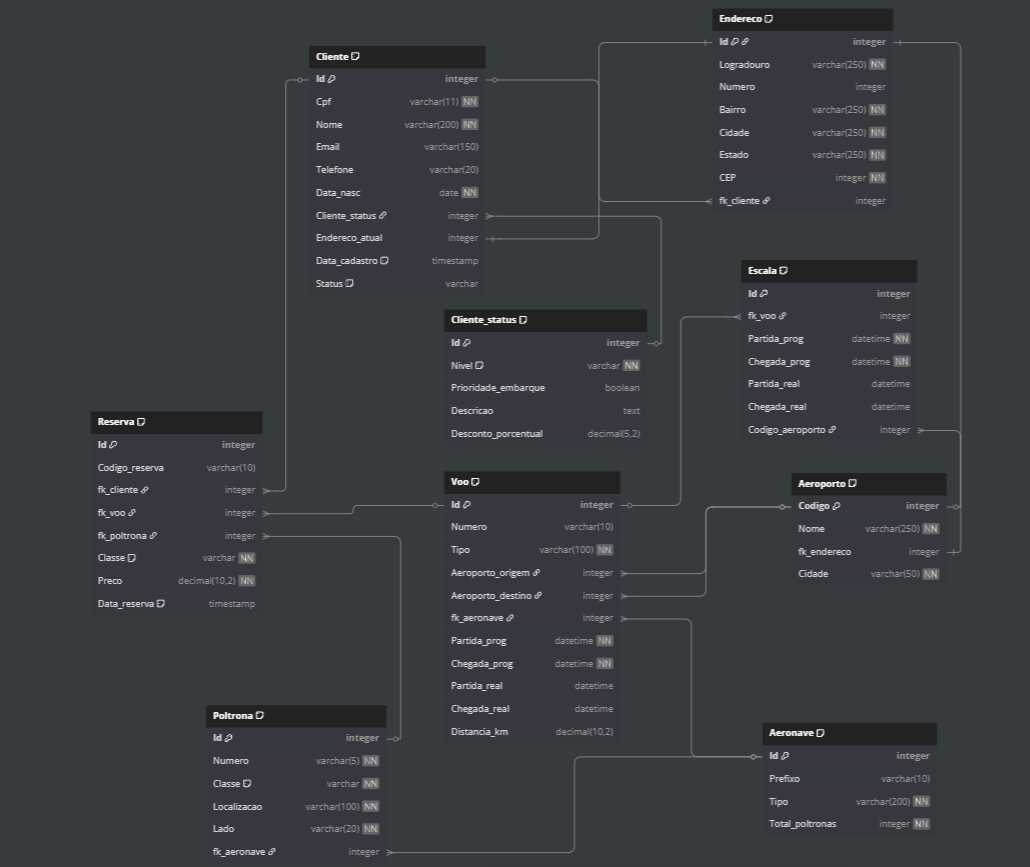 Endereco
Id integer
Logradouro varchar(250) NN
Numero integer
Bairro varchar(250) NN
Cidade varchar(250) NN
Estado varchar(250) NN
CEP integer NN
fk_cliente integer
Cliente
Id integer
Cpf varchar(11) NN
Nome varchar(200) NN
Email varchar(150)
Telefone varchar(20)
Data_nasc date NN
Cliente_status integer
Endereco_atual integer
Data_cadastro timestamp
Status varchar
Escala
Id integer
fk_voo integer
Partida_prog datetime NN
Chegada_prog datetime NN
Partida_real datetime
Chegada_real datetime
Codigo_aeroporto integer
Cliente_status
Id integer
Nivel varchar NN
Prioridade_embarque boolean
Descricao text
Desconto_porcentual decimal(5,2)
Reserva
Id integer
Codigo_reserva varchar(10)
fk_cliente integer
fk_voo integer
fk_poltrona integer
Classe varchar NN
Preco decimal(10,2) NN
Data_reserva timestamp
Voo
Id integer
Numero varchar(10)
Tipo varchar(100) NN
Aeroporto_origem integer
Aeroporto_destino integer
fk_aeronave integer
Partida_prog datetime NN
Chegada_prog datetime NN
Partida_real datetime
Chegada_real datetime
Distancia_km decimal(10,2)
Aeroporto
Codigo integer
Nome varchar(250) NN
fk_endereco integer
Cidade varchar(50) NN
Poltrona
Id integer
Numero varchar(5) NN
Classe varchar NN
Localizacao varchar(100) NN
Lado varchar(20) NN
fk_aeronave integer
Aeronave
Id integer
Prefixo varchar(10)
Tipo varchar(200) NN
Total_poltronas integer NN